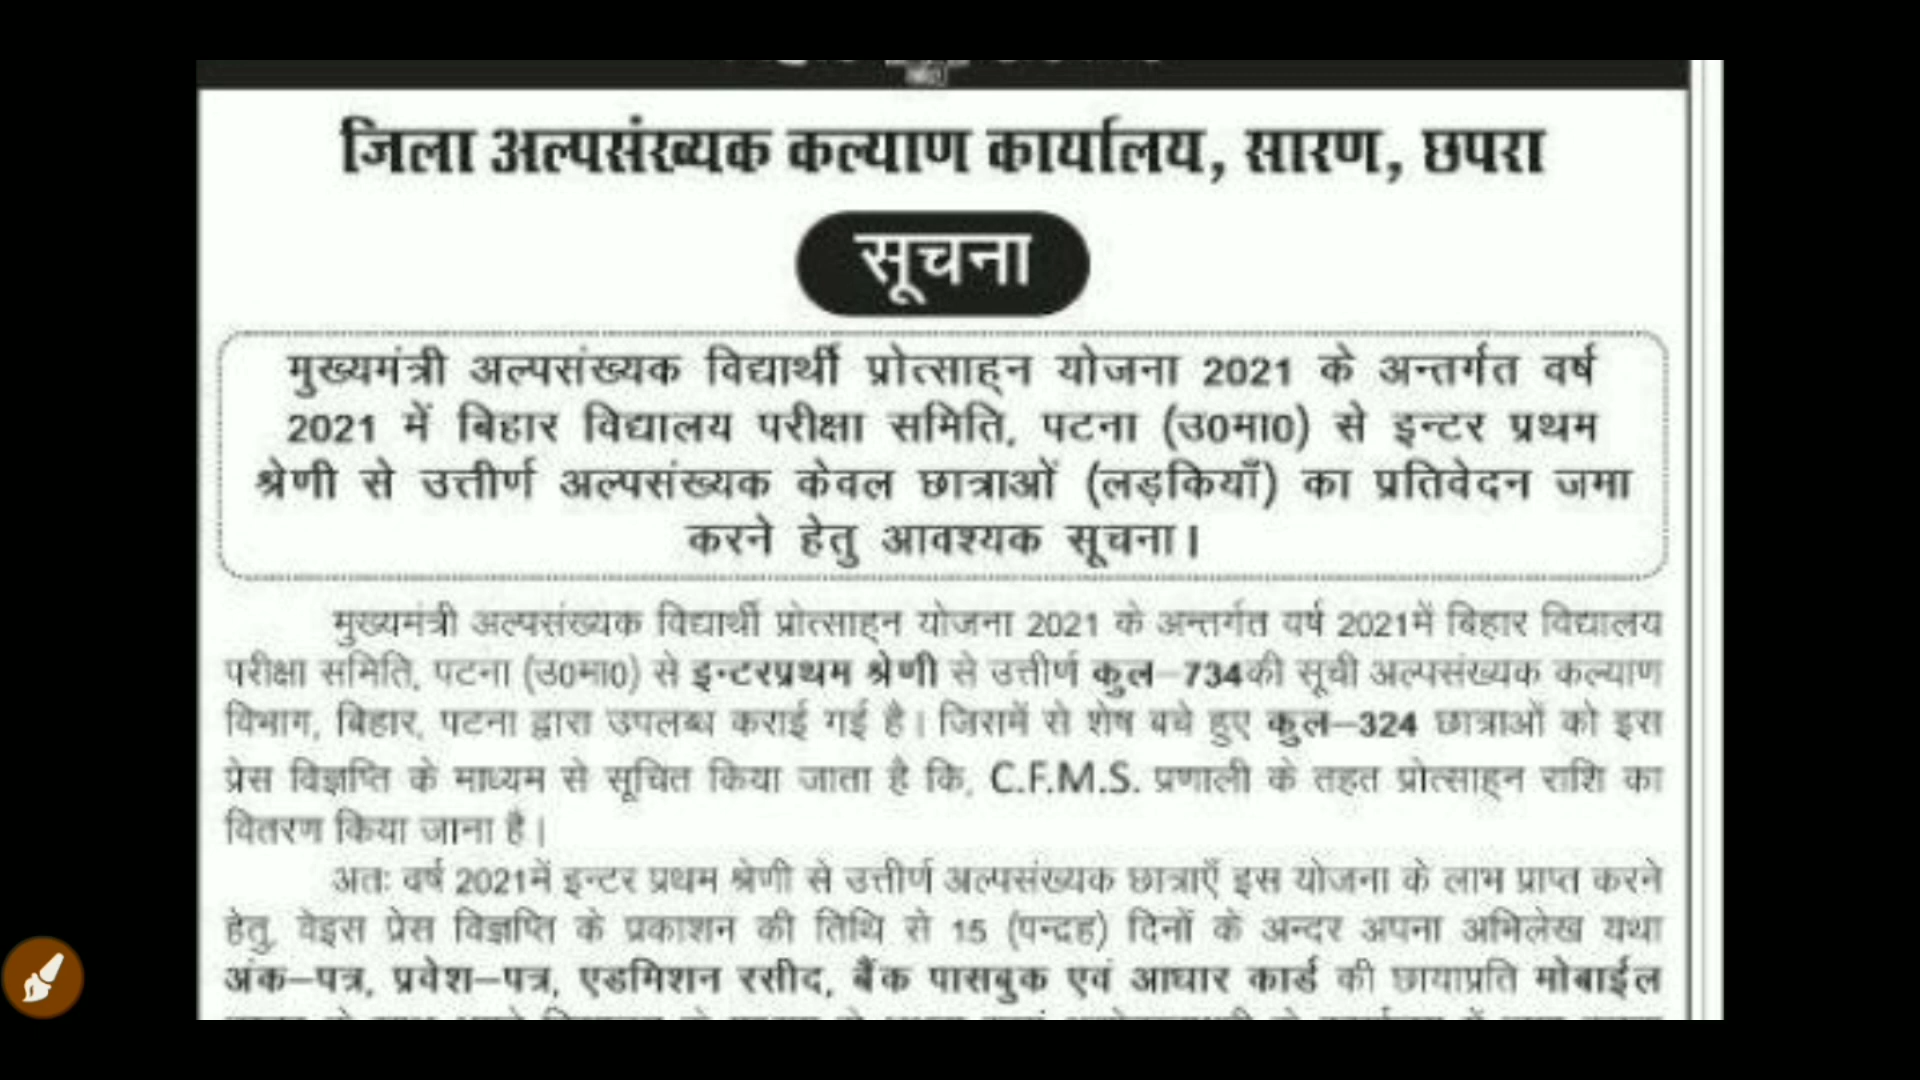 जिला अल्पसंख्यक कल्याण कार्यालय, सारण, छपरा
सूचना
मुख्यमंत्री अल्पसंख्यक विद्यार्थी प्रोत्साहन योजना 2021 के अन्तर्गत वर्ष
2021 में बिहार विद्यालय परीक्षा समिति, पटना (उ0मा0) से इन्टर प्रथम
श्रेणी से उत्तीर्ण अल्पसंख्यक केवल छात्राओं (लड़कियाँ) का प्रतिवेदन जमा
करने हेतु आवश्यक सूचना।
मुख्यमंत्री अल्पसंख्यक विद्यार्थी प्रोत्साहन योजना 2021 के अन्तर्गत वर्ष 2021में बिहार विद्यालय
परीक्षा समिति, पटना (उ0मा0) से इन्टरप्रथम श्रेणी से उत्तीर्ण कुल–734की सूची अल्पसंख्यक कल्याण
विभाग, बिहार, पटना द्वारा उपलब्ध कराई गई है। जिसमें से शेष बचे हुए कुल–324 छात्राओं को इस
प्रेस विज्ञप्ति के माध्यम से सूचित किया जाता है कि, C.F.M.S. प्रणाली के तहत प्रोत्साहन राशि का
वितरण किया जाना है।
अतः वर्ष 2021में इन्टर प्रथम श्रेणी से उत्तीर्ण अल्पसंख्यक छात्राएँ इस योजना के लाभ प्राप्त करने
हेतु, वेइस प्रेस विज्ञप्ति के प्रकाशन की तिथि से 15 (पन्दह) दिनों के अन्दर अपना अभिलेख यथा
अंक–पत्र, प्रवेश–पत्र, एडमिशन रसीद, बैंक पासबुक एवं आधार कार्ड की छायाप्रति मोबाईल